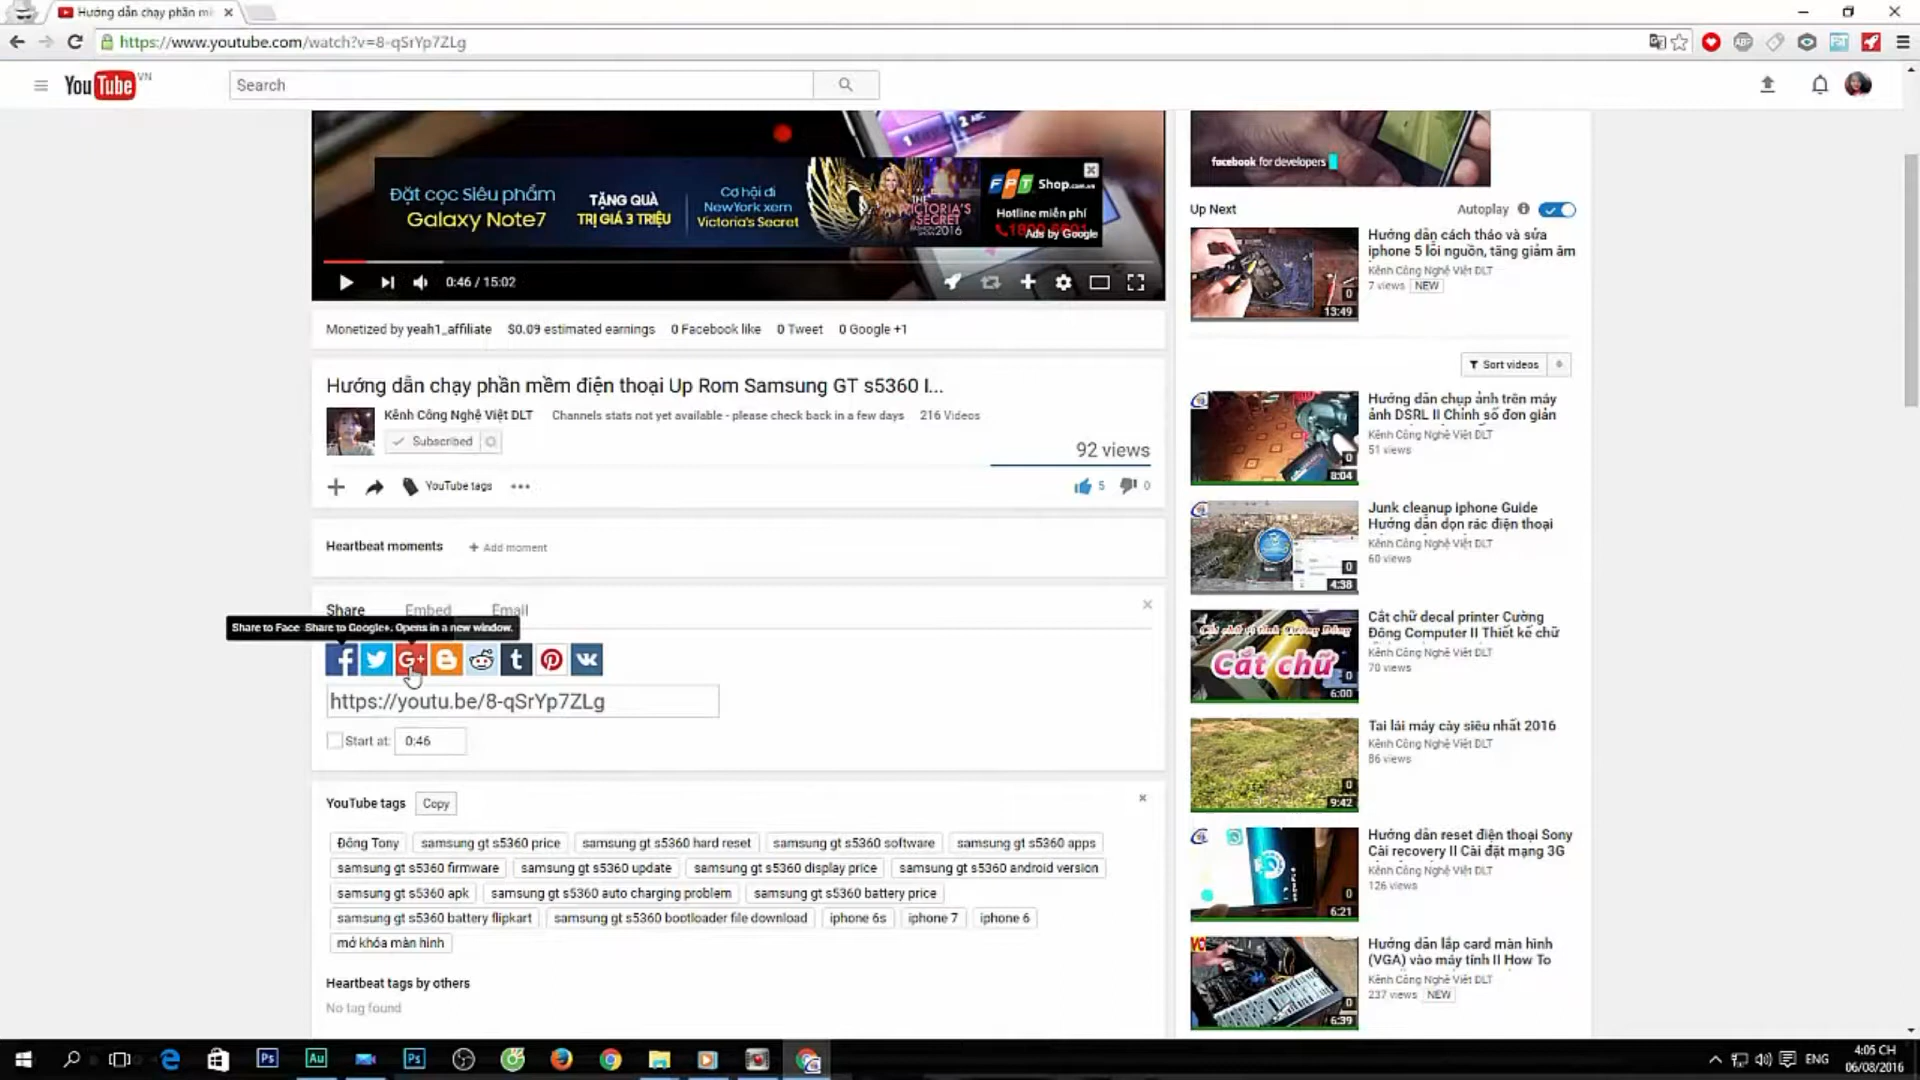 Hướng dẫn chạy phần mề
https://www.youtube.com/watch?v=8-qSrYp7ZLg
ABP
YouTube VN
Search
Đặt cọc Siêu phẩm
Galaxy Note7
TẶNG QUÀ
TRỊ GIÁ 3 TRIỆU
Cơ hội đi
NewYork xem
Victoria's Secret
VICTORIA'S
SECRET
2016
FPT Shop.com.vn
Hotline miễn phí
Ads by Google
2 ABC
0:46 / 15:02
Monetized by yeah1_affiliate $0.09 estimated earnings 0 Facebook like 0 Tweet 0 Google +1
Hướng dẫn chạy phần mềm điện thoại Up Rom Samsung GT s5360 I...
Kênh Công Nghệ Việt DLT Channels stats not yet available - please check back in a few days 216 Videos
Subscribed
92 views
YouTube tags
5 0
Heartbeat moments + Add moment
Share Embed Email
Share to Face Share to Google+. Opens in a new window.
https://youtu.be/8-qSrYp7ZLg
Start at: 0:46
YouTube tags Copy
Đông Tony samsung gt s5360 price samsung gt s5360 hard reset samsung gt s5360 software samsung gt s5360 apps
samsung gt s5360 firmware samsung gt s5360 update samsung gt s5360 display price samsung gt s5360 android version
samsung gt s5360 apk samsung gt s5360 auto charging problem samsung gt s5360 battery price
samsung gt s5360 battery flipkart samsung gt s5360 bootloader file download iphone 6s iphone 7 iphone 6
mở khóa màn hình
Heartbeat tags by others
No tag found
facebook for developers
Up Next Autoplay
Hướng dẫn cách tháo và sửa
iphone 5 lỗi nguồn, tăng giảm âm
Kênh Công Nghệ Việt DLT
7 views NEW
0
13:49
Sort videos
Hướng dẫn chụp ảnh trên máy
ảnh DSRL II Chỉnh số đơn giản
Kênh Công Nghệ Việt DLT
51 views
0
8:04
Junk cleanup iphone Guide
Hướng dẫn dọn rác điện thoại
Kênh Công Nghệ Việt DLT
60 views
0
4:38
Cắt chữ decal printer Cường
Đông Computer II Thiết kế chữ
Kênh Công Nghệ Việt DLT
70 views
Cắt chữ
0
6:00
Tai lái máy cày siêu nhất 2016
Kênh Công Nghệ Việt DLT
86 views
0
9:42
Hướng dẫn reset điện thoại Sony
Cài recovery II Cài đặt mạng 3G
Kênh Công Nghệ Việt DLT
126 views
0
6:21
Hướng dẫn lắp card màn hình
(VGA) vào máy tính II How To
Kênh Công Nghệ Việt DLT
237 views NEW
0
6:39
ENG
4:05 CH
06/08/2016